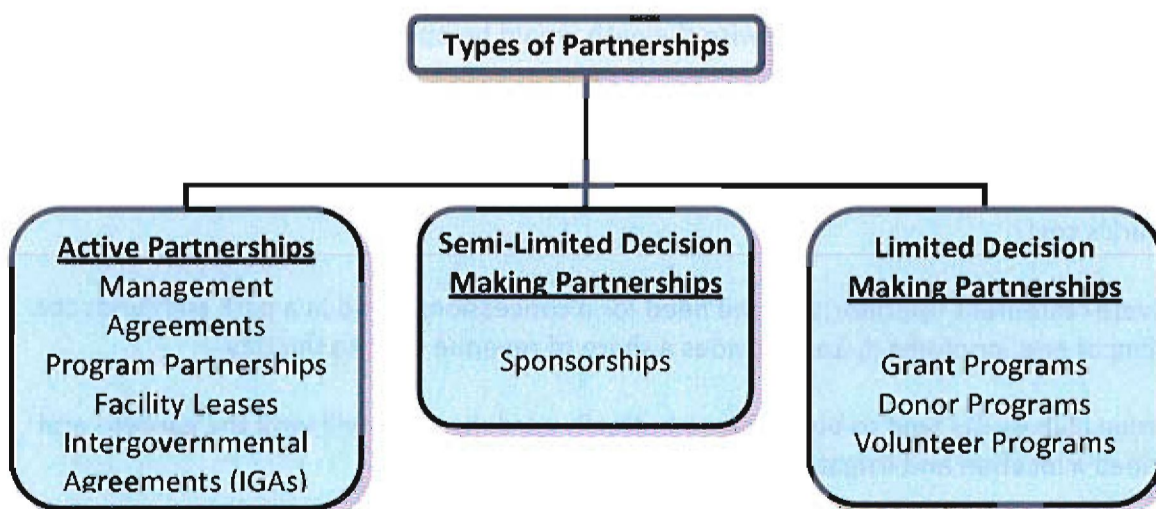 Types of Partnerships
Active Partnerships
Management
Agreements
Program Partnerships
Facility Leases
Intergovernmental
Agreements (IGAs)
Semi-Limited Decision
Making Partnerships
Sponsorships
Limited Decision
Making Partnerships
Grant Programs
Donor Programs
Volunteer Programs